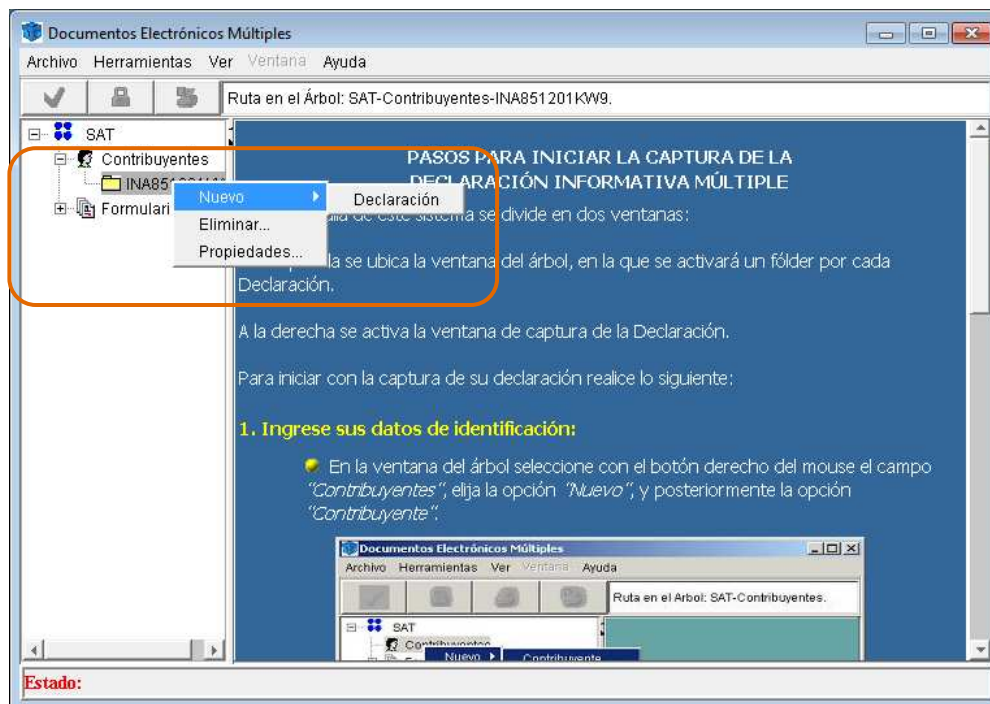 Documentos Electrónicos Múltiples
Archivo Herramientas Ver Ventana Ayuda
Ruta en el Árbol: SAT-Contribuyentes-INA851201KW9.
SAT
Contribuyentes
Formulari
Nuevo
Declaración
Eliminar...
Propiedades...
PASOS PARA INICIAR LA CAPTURA DE LA
DECLARACIÓN INFORMATIVA MÚLTIPLE
de este sistema se divide en dos ventanas:
se ubica la ventana del árbol, en la que se activará un fólder por cada
Declaración.
A la derecha se activa la ventana de captura de la Declaración.
Para iniciar con la captura de su declaración realice lo siguiente:
1. Ingrese sus datos de identificación:
En la ventana del árbol seleccione con el botón derecho del mouse el campo
"Contribuyentes", elija la opción "Nuevo", y posteriormente la opción
"Contribuyente".
Documentos Electrónicos Múltiples
Archivo Herramientas Ver Ventana Ayuda
Ruta en el Arbol: SAT-Contribuyentes.
SAT
Contribuyentes
Nuevo
Contribuyente
Estado: